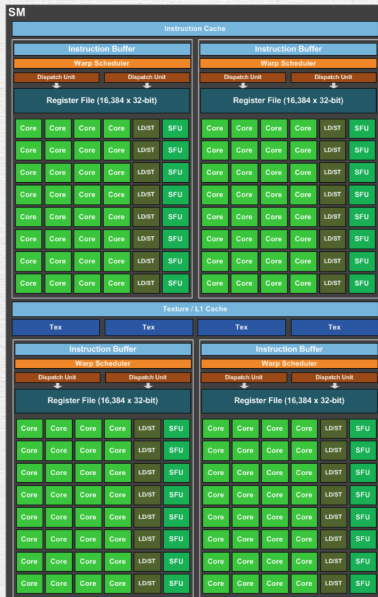 SM
Instruction Cache
Instruction Buffer Instruction Buffer
Warp Scheduler Warp Scheduler
Dispatch Unit Dispatch Unit Dispatch Unit Dispatch Unit
Register File (16,384 x 32-bit) Register File (16,384 x 32-bit)
Core Core Core Core LD/ST SFU Core Core Core Core LD/ST SFU
Core Core Core Core LD/ST SFU Core Core Core Core LD/ST SFU
Core Core Core Core LD/ST SFU Core Core Core Core LD/ST SFU
Core Core Core Core LD/ST SFU Core Core Core Core LD/ST SFU
Core Core Core Core LD/ST SFU Core Core Core Core LD/ST SFU
Core Core Core Core LD/ST SFU Core Core Core Core LD/ST SFU
Core Core Core Core LD/ST SFU Core Core Core Core LD/ST SFU
Core Core Core Core LD/ST SFU Core Core Core Core LD/ST SFU
Texture / L1 Cache
Tex Tex Tex Tex
Instruction Buffer Instruction Buffer
Warp Scheduler Warp Scheduler
Dispatch Unit Dispatch Unit Dispatch Unit Dispatch Unit
Register File (16,384 x 32-bit) Register File (16,384 x 32-bit)
Core Core Core Core LD/ST SFU Core Core Core Core LD/ST SFU
Core Core Core Core LD/ST SFU Core Core Core Core LD/ST SFU
Core Core Core Core LD/ST SFU Core Core Core Core LD/ST SFU
Core Core Core Core LD/ST SFU Core Core Core Core LD/ST SFU
Core Core Core Core LD/ST SFU Core Core Core Core LD/ST SFU
Core Core Core Core LD/ST SFU Core Core Core Core LD/ST SFU
Core Core Core Core LD/ST SFU Core Core Core Core LD/ST SFU
Core Core Core Core LD/ST SFU Core Core Core Core LD/ST SFU